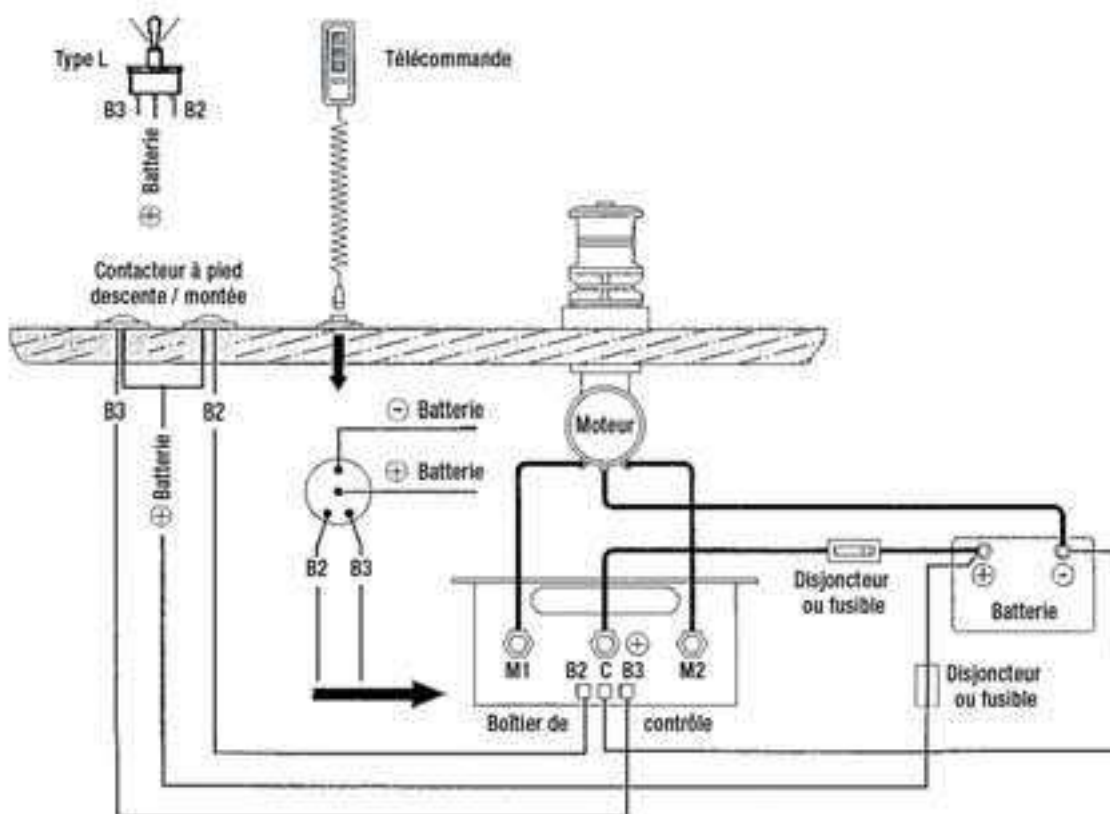 Type L
Télécommande
B3
B2
⊕ Batterie
Contacteur à pied
descente / montée
B3
B2
⊕ Batterie
⊖ Batterie
⊕ Batterie
B2
B3
Moteur
Disjoncteur
ou fusible
⊕
⊖
Batterie
M1
B2
C
B3
⊕
M2
Boîtier de
contrôle
Disjoncteur
ou fusible